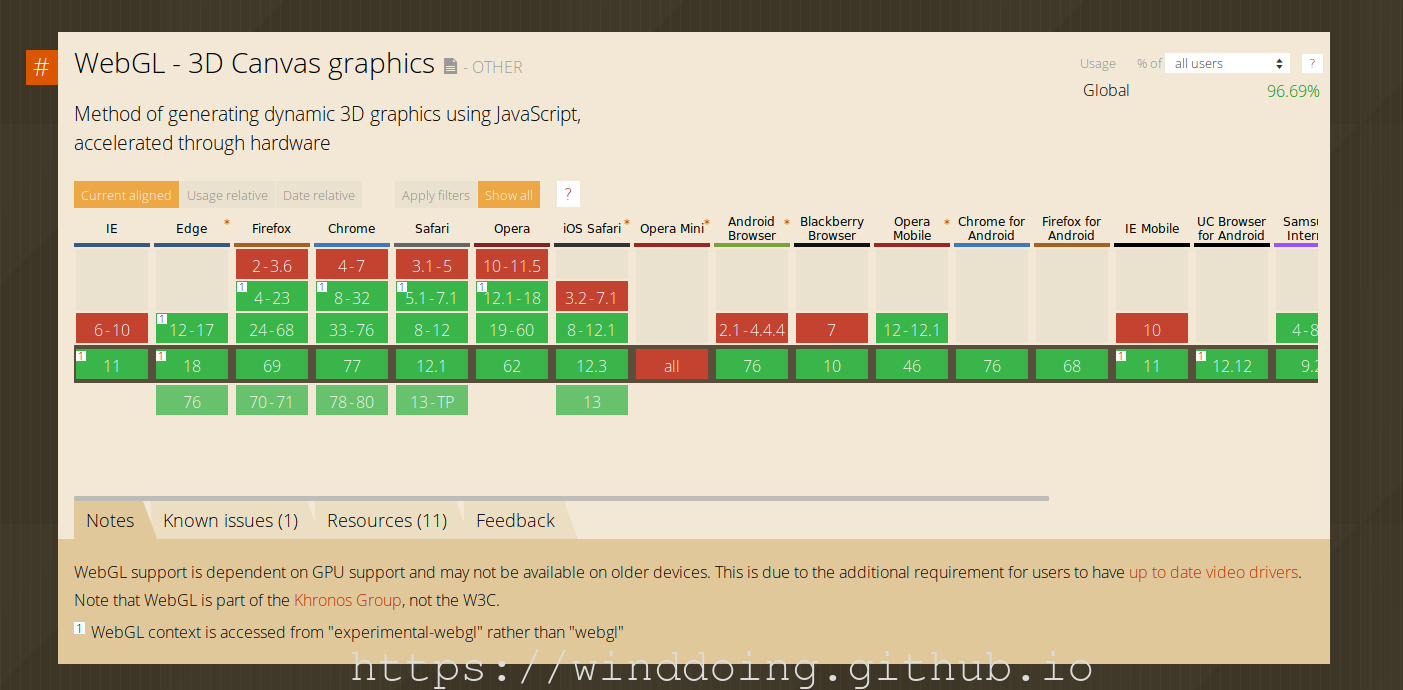 #
WebGL - 3D Canvas graphics - OTHER
Usage % of all users ?
Global 96.69%
Method of generating dynamic 3D graphics using JavaScript,
accelerated through hardware
Current aligned Usage relative Date relative Apply filters Show all ?
IE Edge * Firefox Chrome Safari Opera iOS Safari * Opera Mini * Android Browser * Blackberry Browser Opera Mobile * Chrome for Android Firefox for Android IE Mobile UC Browser for Android
2-3.6 4-7 3.1-5 10-11.5
1 4-23 1 8-32 1 5.1-7.1 1 12.1-18 3.2-7.1
6-10 1 12-17 24-68 33-76 8-12 19-60 8-12.1 2.1-4.4.4 7 12-12.1 10 4-8
1 11 1 18 69 77 12.1 62 12.3 all 76 10 46 76 68 1 11 1 12.12 9.2
76 70-71 78-80 13-TP 13
Notes Known issues (1) Resources (11) Feedback
WebGL support is dependent on GPU support and may not be available on older devices. This is due to the additional requirement for users to have up to date video drivers.
Note that WebGL is part of the Khronos Group, not the W3C.
1 WebGL context is accessed from "experimental-webgl" rather than "webgl"
https://winddoing.github.io